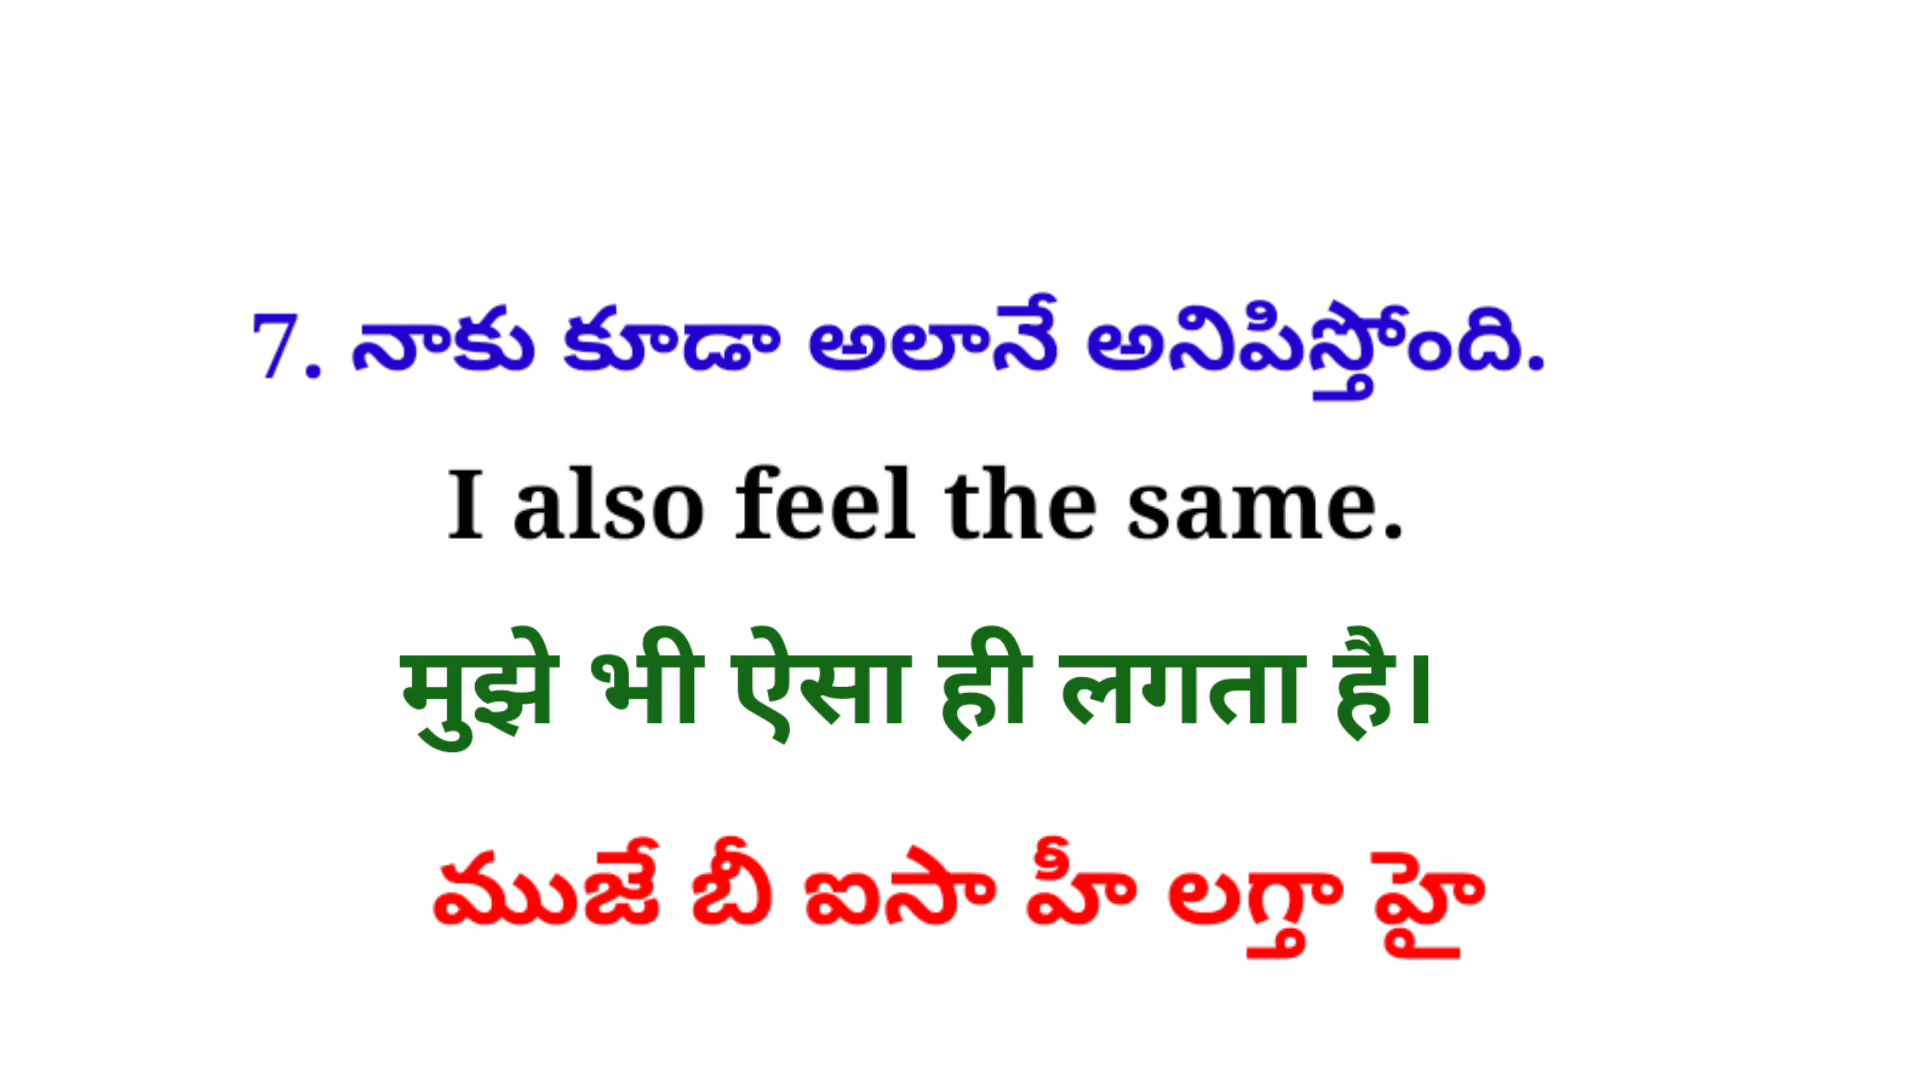 7. నాకు కూడా అలానే అనిపిస్తోంది.
I also feel the same.
मुझे भी ऐसा ही लगता है।
ముజే బీ ఐసా హీ లగ్తా హై